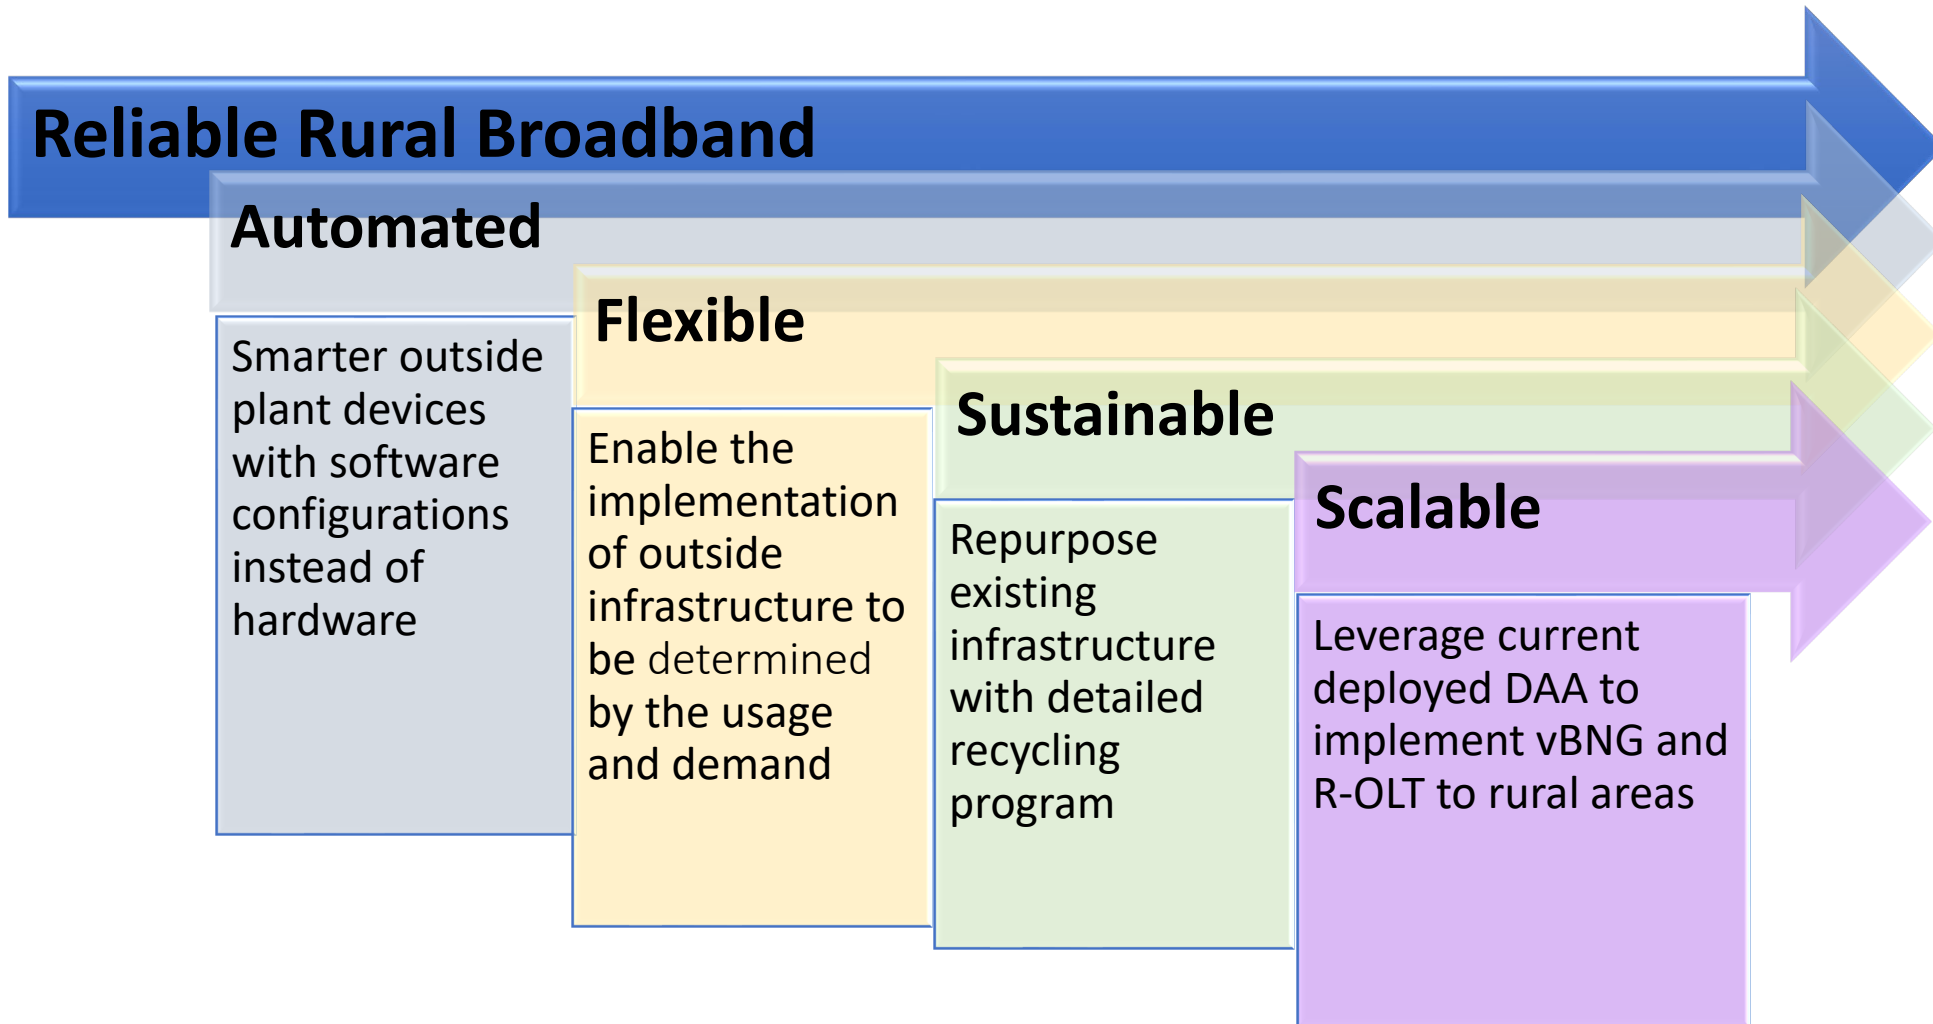 Reliable Rural Broadband
Automated
Smarter outside
plant devices
with software
configurations
instead of
hardware
Flexible
Enable the
implementation
of outside
infrastructure to
be determined
by the usage
and demand
Sustainable
Repurpose
existing
infrastructure
with detailed
recycling
program
Scalable
Leverage current
deployed DAA to
implement vBNG and
R-OLT to rural areas